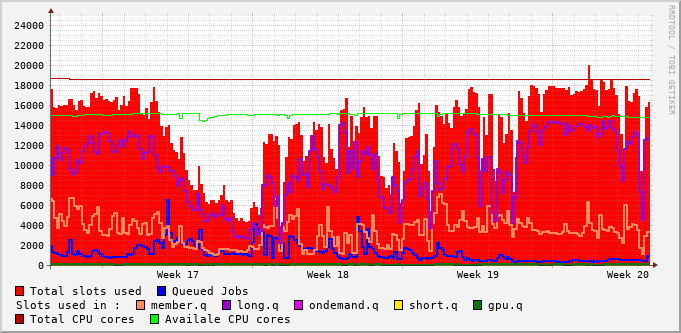 24000
22000
20000
18000
16000
14000
12000
10000
8000
6000
4000
2000
0
Week 17 Week 18 Week 19 Week 20
RRDTOOL / TOBI OETIKER
Total slots used Queued Jobs
Slots used in : member.q long.q ondemand.q short.q gpu.q
Total CPU cores Availale CPU cores